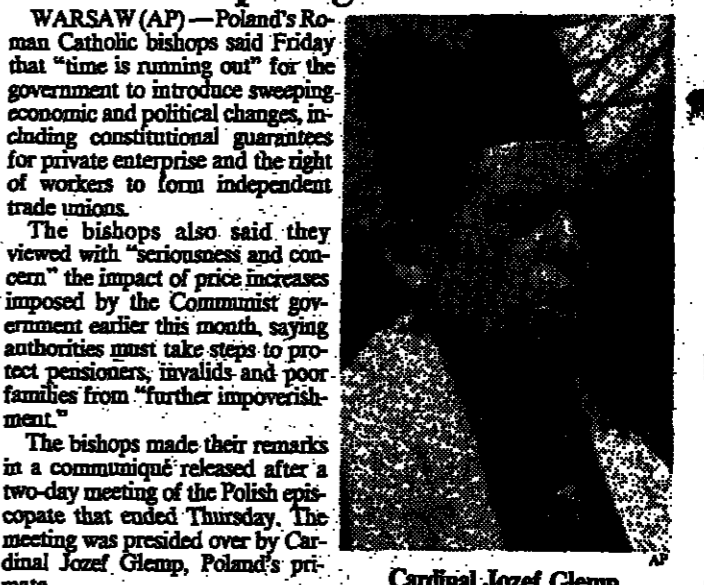 WARSAW (AP) — Poland's Ro-
man Catholic bishops said Friday
that "time is running out" for the
government to introduce sweeping
economic and political changes, in-
cluding constitutional guarantees
for private enterprise and the right
of workers to form independent
trade unions.
The bishops also said they
viewed with "seriousness and con-
cern" the impact of price increases
imposed by the Communist gov-
ernment earlier this month, saying
authorities must take steps to pro-
tect pensioners, invalids and poor
families from "further impoverish-
ment."
The bishops made their remarks
in a communiqué released after a
two-day meeting of the Polish epis-
copate that ended Thursday. The
meeting was presided over by Car-
dinal Jozef Glemp, Poland's pri-
mate.
AP
Cardinal Jozef Glemp